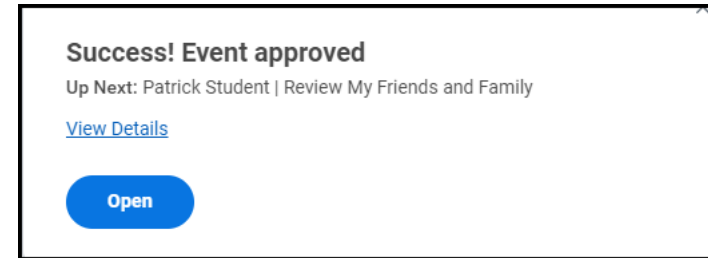 Success! Event approved
Up Next: Patrick Student | Review My Friends and Family
View Details
Open